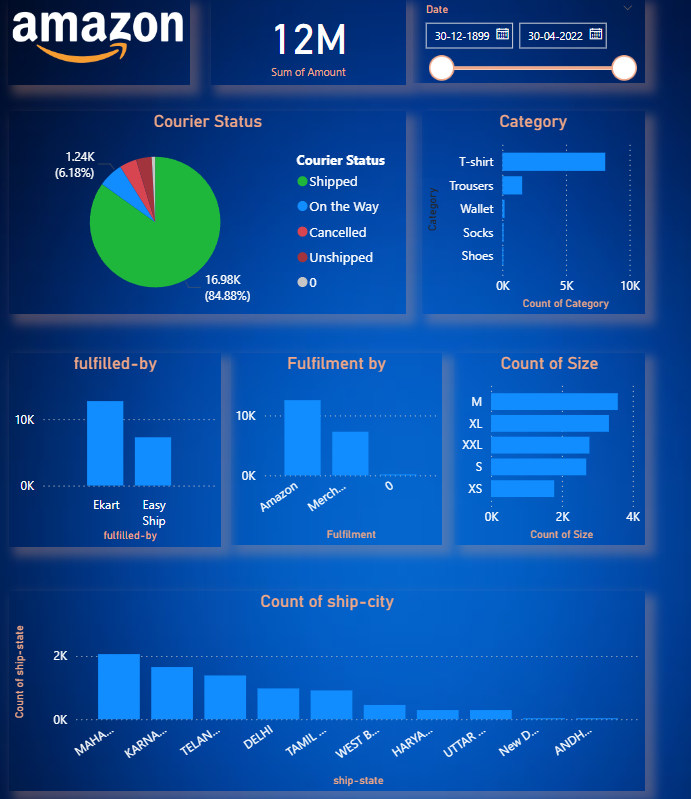 amazon
12M
Sum of Amount
Date
30-12-1899
30-04-2022
Courier Status
1.24K
(6.18%)
16.98K
(84.88%)
Courier Status
Shipped
On the Way
Cancelled
Unshipped
0
Category
Category
T-shirt
Trousers
Wallet
Socks
Shoes
0K 5K 10K
Count of Category
fulfilled-by
10K
0K
Ekart
Easy
Ship
fulfilled-by
Fulfilment by
10K
0K
Amazon
Merch...
0
Fulfilment
Count of Size
M
XL
XXL
S
XS
0K 2K 4K
Count of Size
Count of ship-city
Count of ship-state
2K
0K
MAHA...
KARNA...
TELAN...
DELHI
TAMIL ...
WEST B...
HARYA...
UTTAR ...
New D...
ANDH...
ship-state